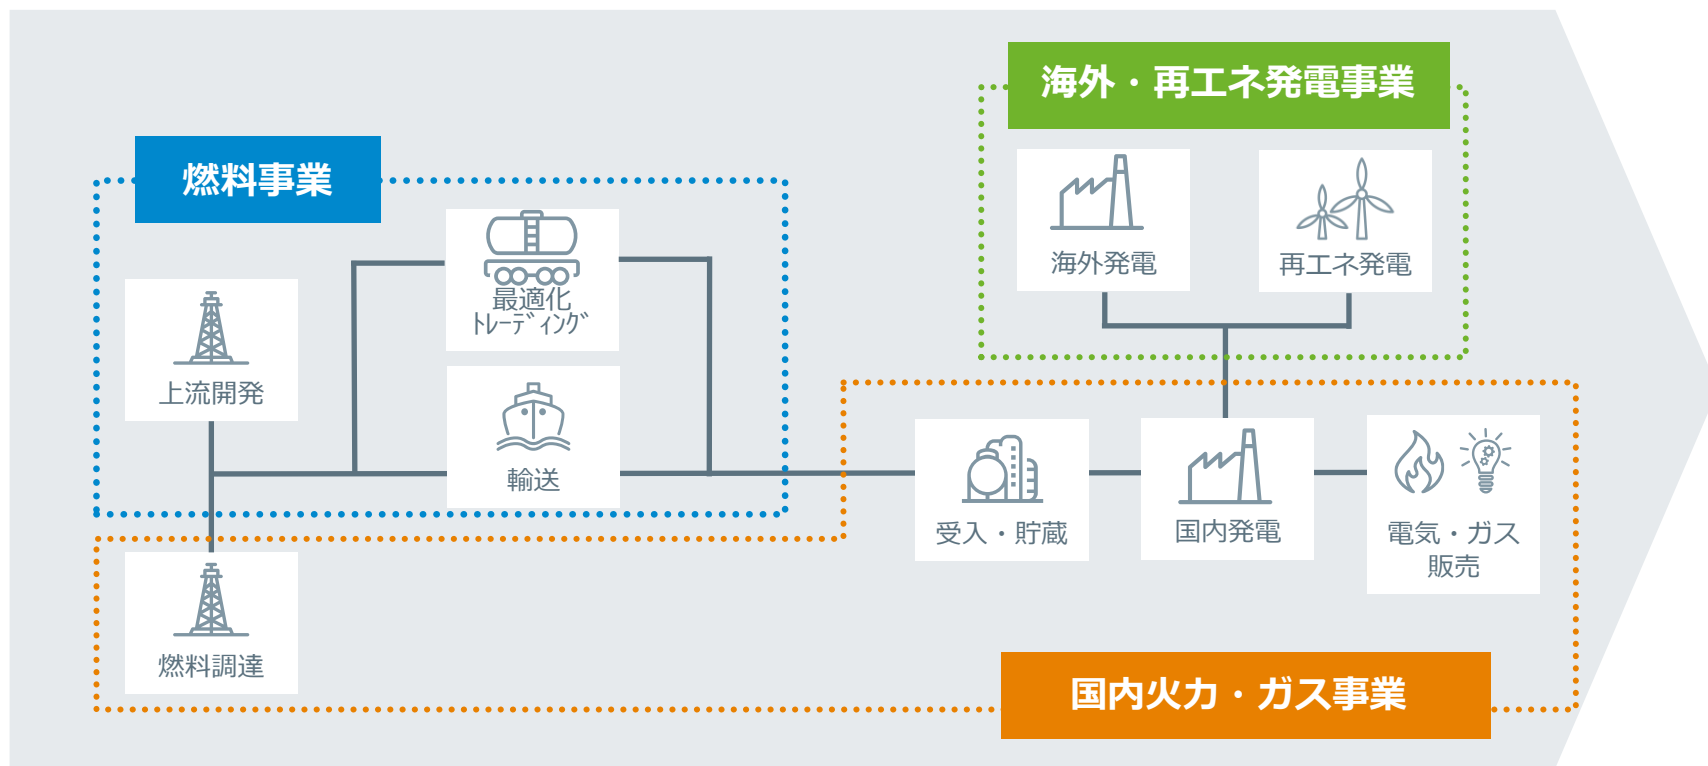 海外・再エネ発電事業
燃料事業
海外発電
再エネ発電
最適化
ﾄﾚｰﾃﾞｨﾝｸﾞ
上流開発
輸送
受入・貯蔵
国内発電
電気・ガス
販売
燃料調達
国内火力・ガス事業